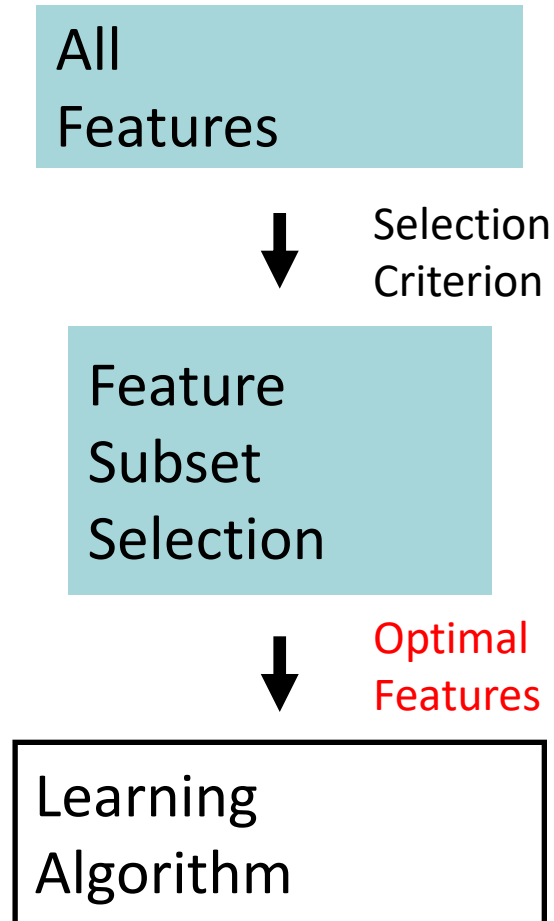 All
Features
Selection
Criterion
Feature
Subset
Selection
Optimal
Features
Learning
Algorithm